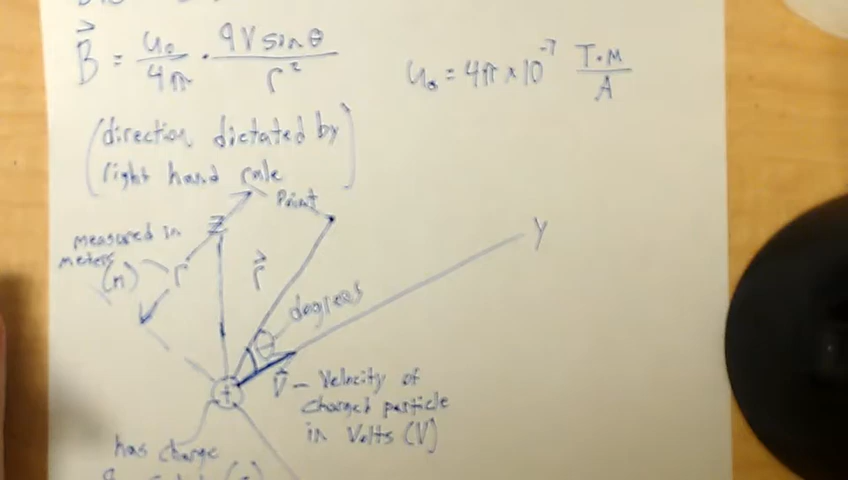 B⃗ = u₀/4π · qV sin θ/r²
u₀ = 4π × 10⁻⁷ T·M/A
(direction dictated by
right hand rule)
Point
Z
measured in
meters
(m)
r
r⃗
Y
degrees
θ
+
V⃗ – Velocity of
charged particle
in Volts (V)
has charge